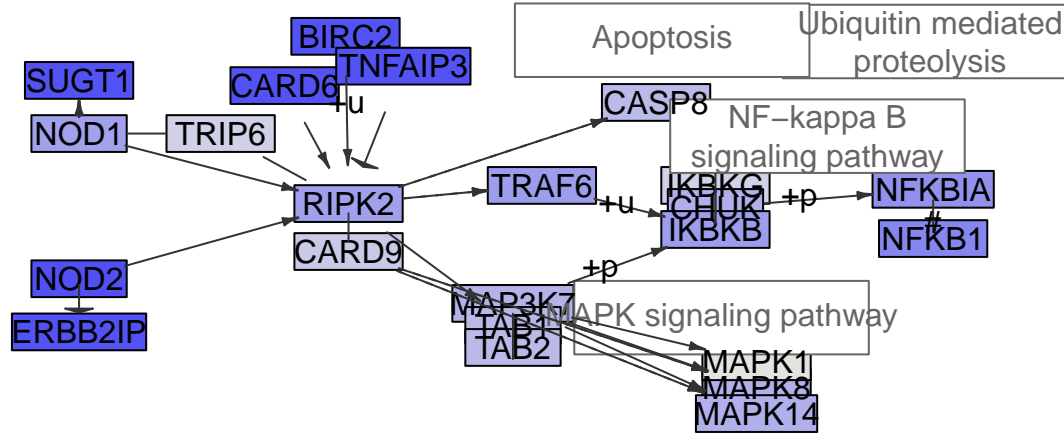 BIRC2
TNFAIP3
Apoptosis
Ubiquitin mediated
proteolysis
SUGT1
CARD6
+u
CASP8
NOD1
TRIP6
NF−kappa B
signaling pathway
RIPK2
TRAF6
+u
IKBKG
CHUK
IKBKB
+p
NFKBIA
#
NFKB1
CARD9
NOD2
ERBB2IP
+p
MAP3K7
TAB1
TAB2
MAPK signaling pathway
MAPK1
MAPK8
MAPK14